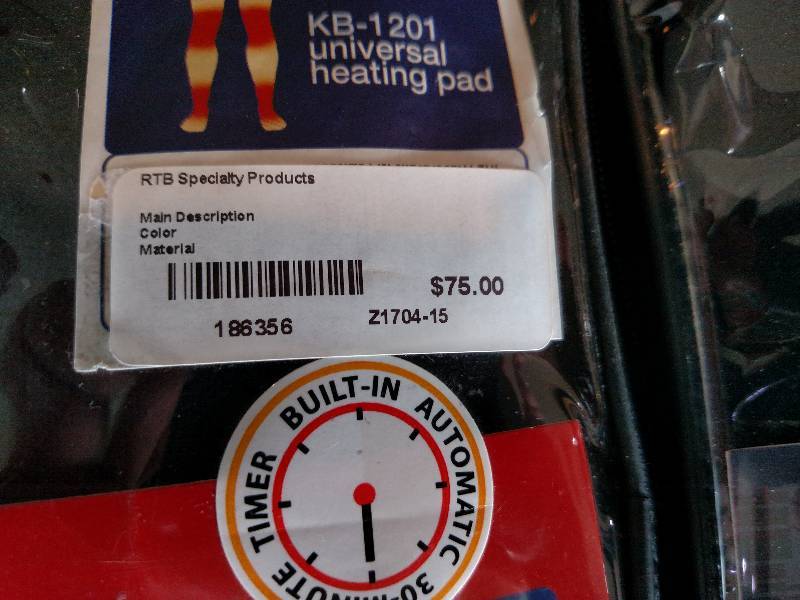 KB-1201
universal
heating pad
RTB Specialty Products
Main Description
Color
Material
$75.00
186356
Z1704-15
BUILT-IN AUTOMATIC 30-MINUTE TIMER